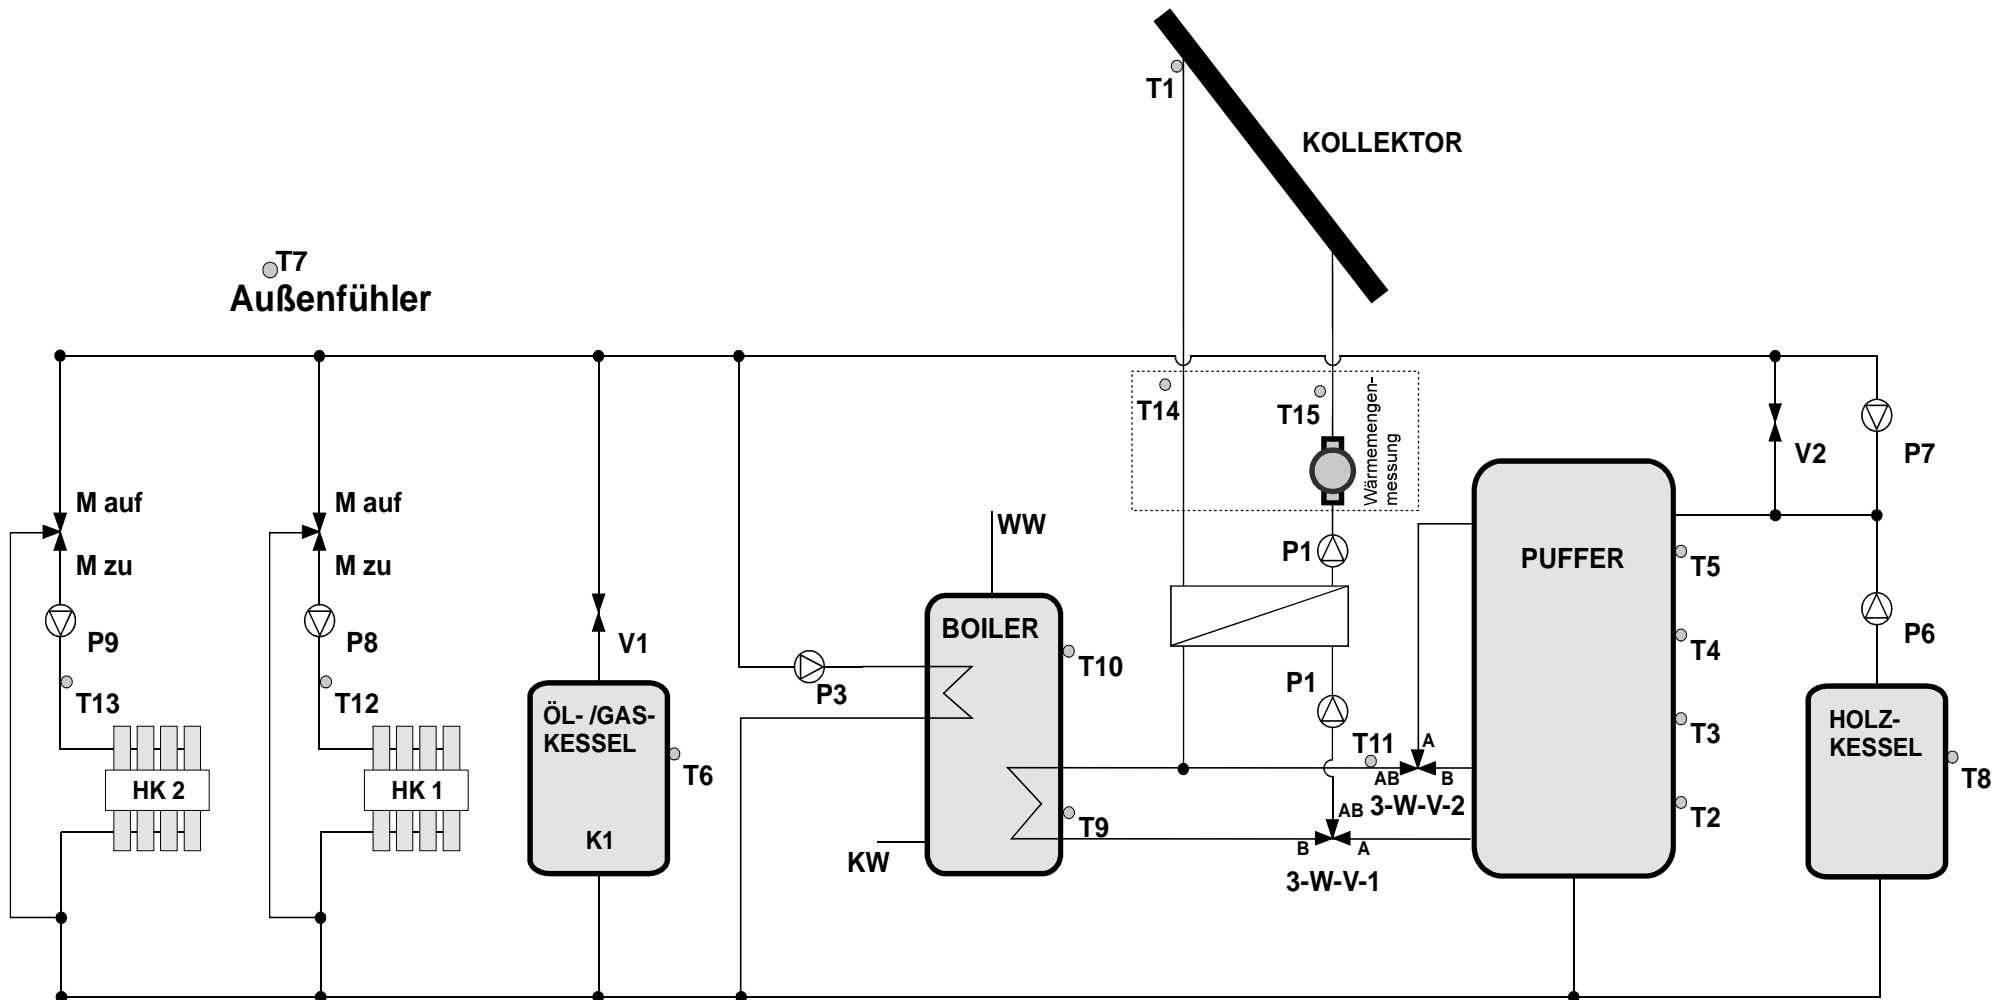 T1
KOLLEKTOR
T7
Außenfühler
T14
T15
Wärmemengen-
messung
V2
P7
M auf
M auf
WW
P1
PUFFER
T5
M zu
M zu
P9
P8
V1
BOILER
T10
T4
P6
P3
P1
T13
T12
ÖL- /GAS-
KESSEL
T6
T11
A
AB
B
3-W-V-2
T3
HOLZ-
KESSEL
T8
HK 2
HK 1
K1
T9
KW
AB
B
A
3-W-V-1
T2